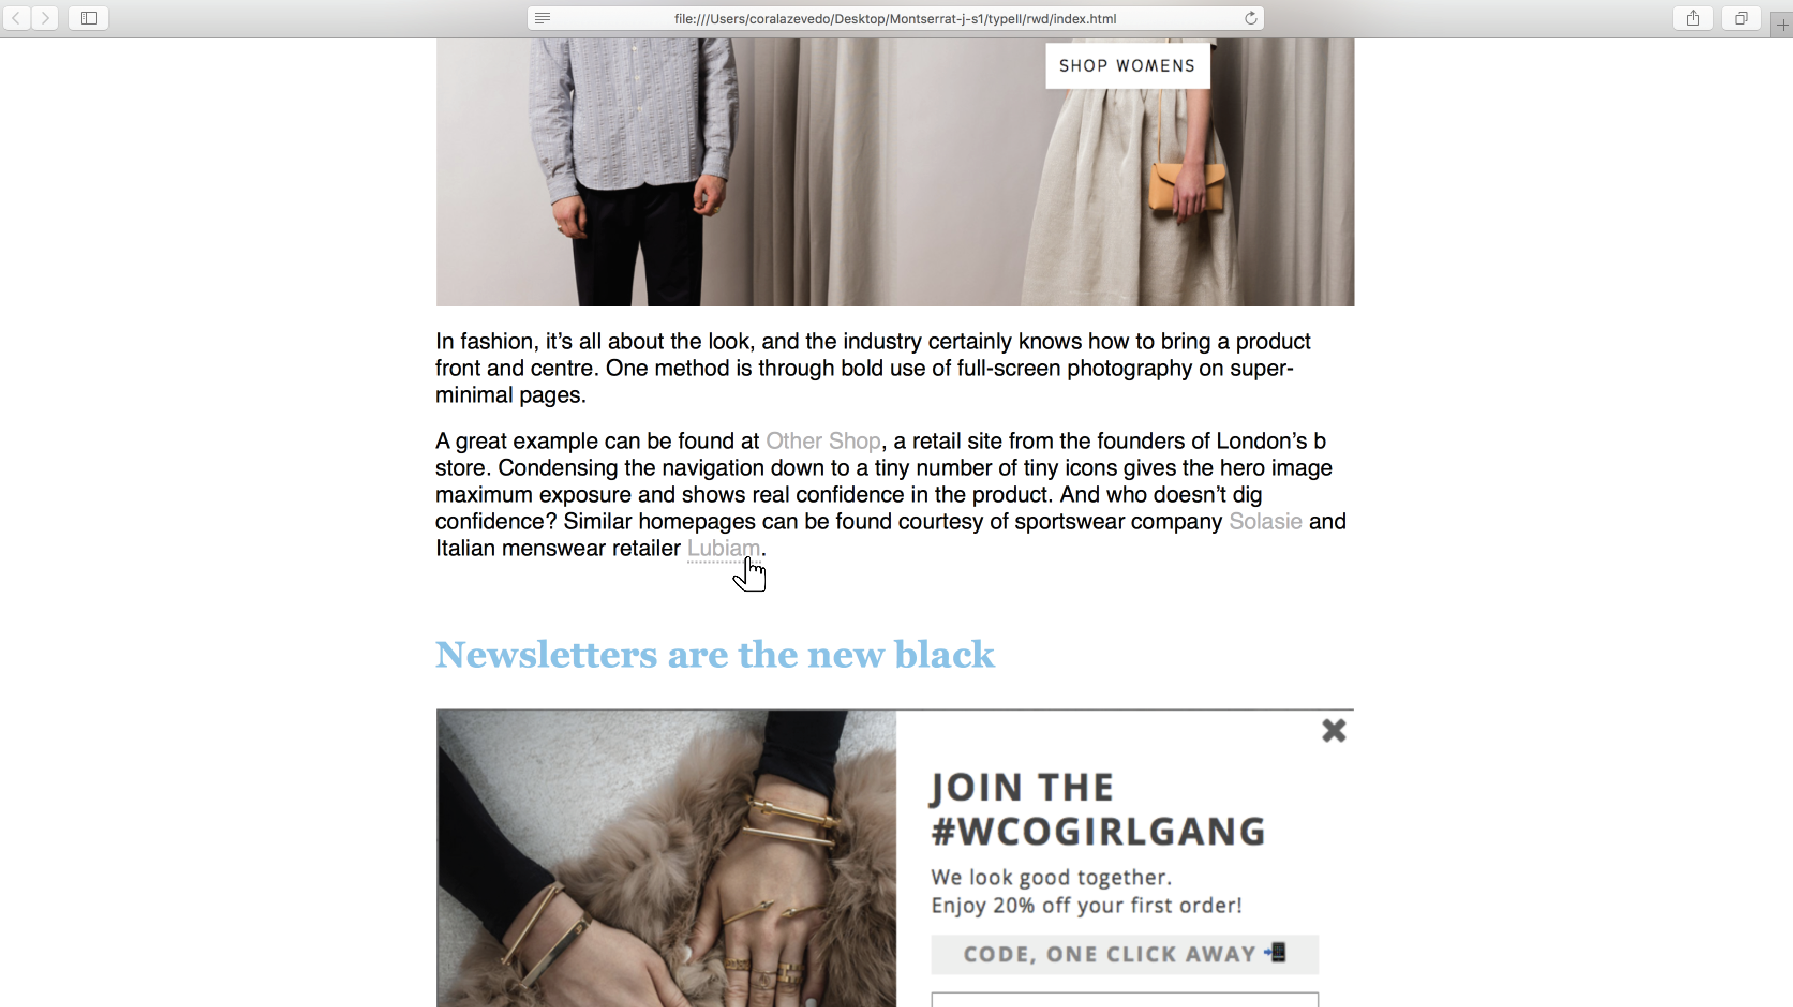 file:///Users/coralazevedo/Desktop/Montserrat-j-s1/typeII/rwd/index.html
SHOP WOMENS
In fashion, it’s all about the look, and the industry certainly knows how to bring a product
front and centre. One method is through bold use of full-screen photography on super-
minimal pages.
A great example can be found at Other Shop, a retail site from the founders of London’s b
store. Condensing the navigation down to a tiny number of tiny icons gives the hero image
maximum exposure and shows real confidence in the product. And who doesn’t dig
confidence? Similar homepages can be found courtesy of sportswear company Solasie and
Italian menswear retailer Lubiam.
Newsletters are the new black
JOIN THE
#WCOGIRLGANG
We look good together.
Enjoy 20% off your first order!
CODE, ONE CLICK AWAY 📲